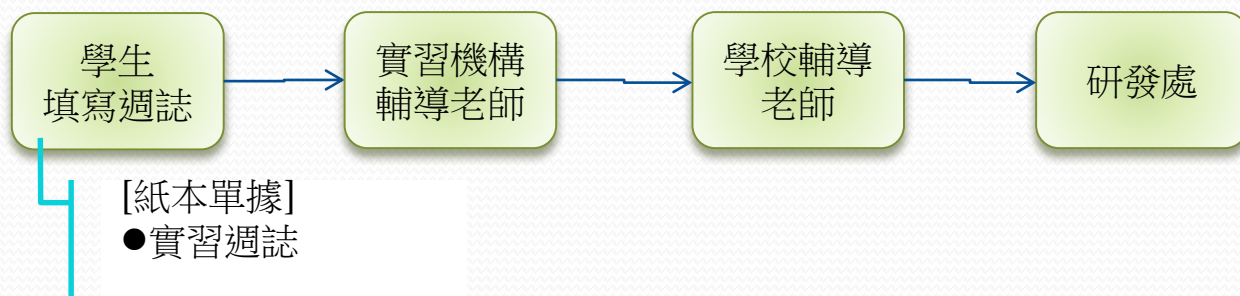 學生
填寫週誌
實習機構
輔導老師
學校輔導
老師
研發處
[紙本單據]
●實習週誌